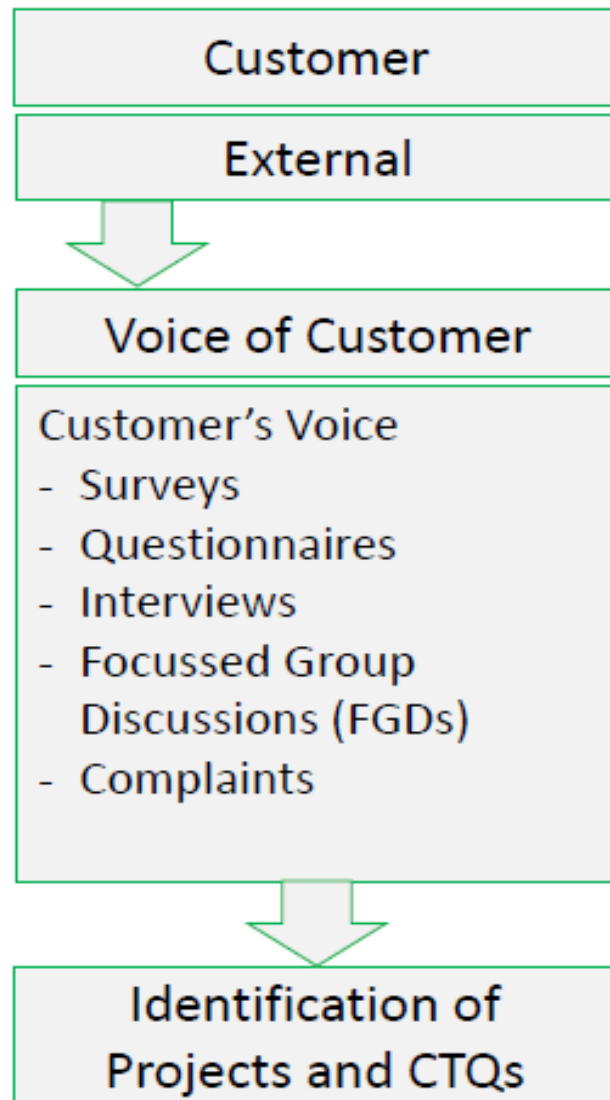 Customer
External
Voice of Customer
Customer’s Voice
- Surveys
- Questionnaires
- Interviews
- Focussed Group
Discussions (FGDs)
- Complaints
Identification of
Projects and CTQs